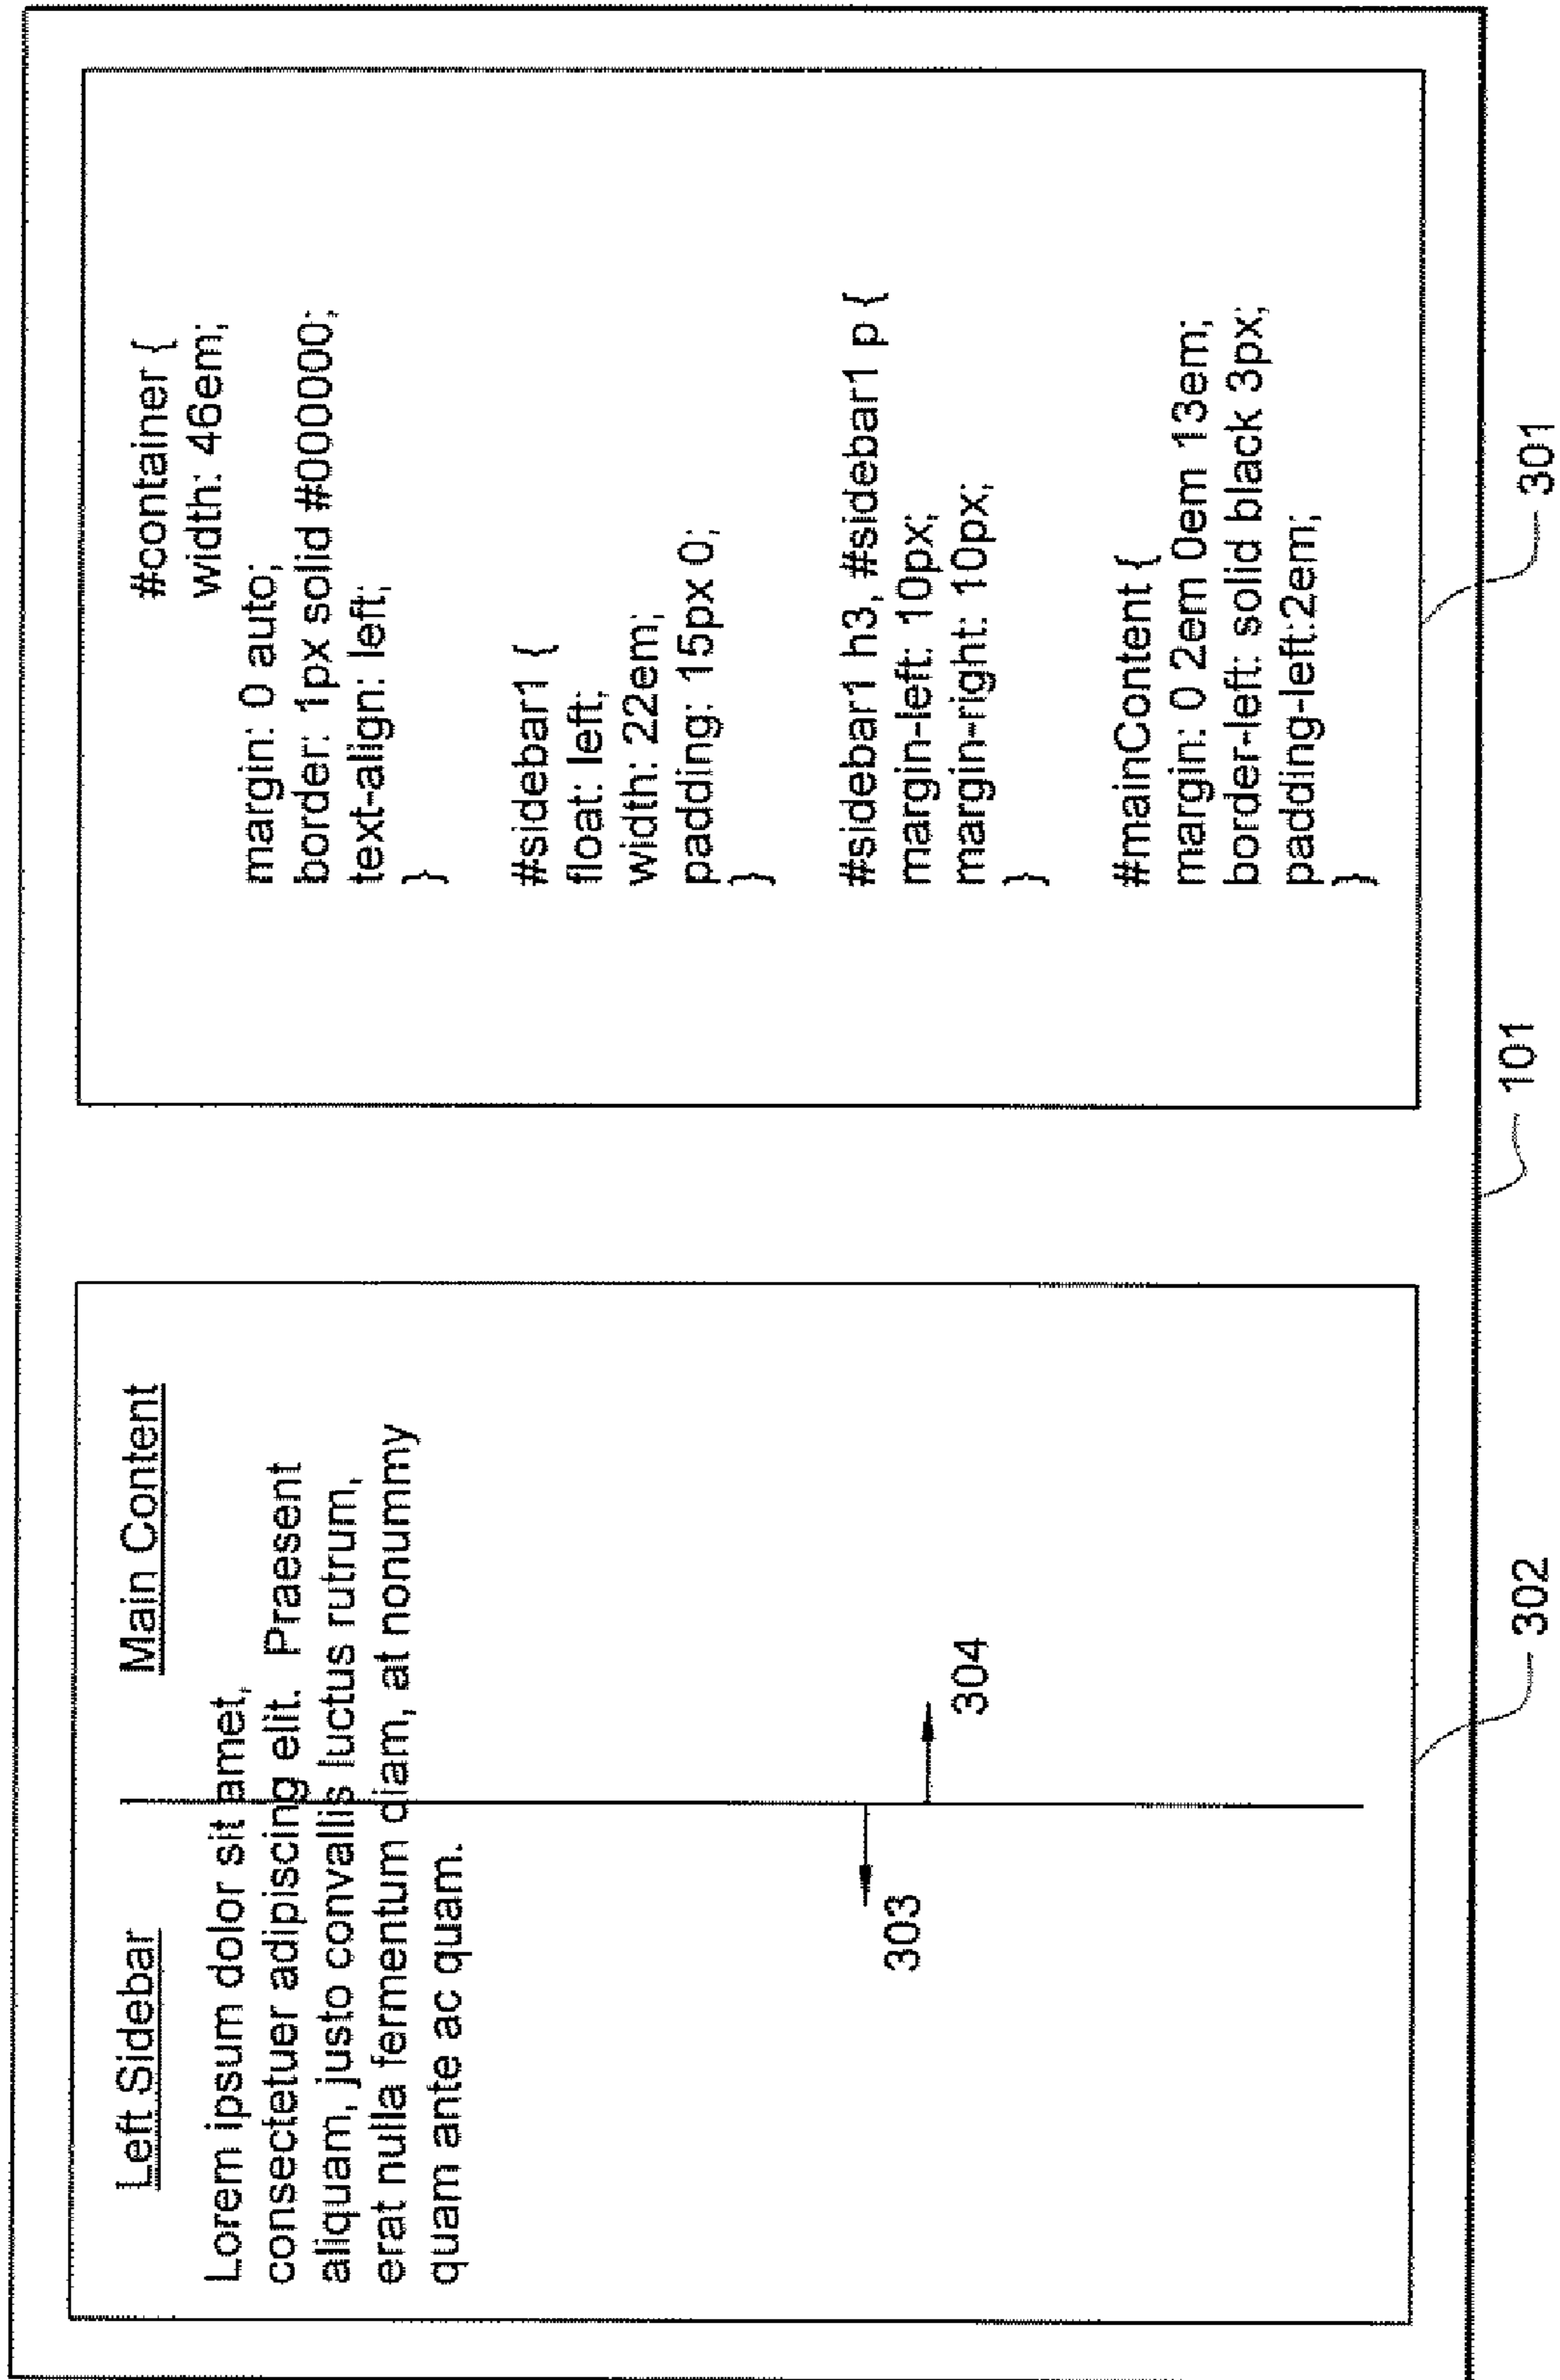 Left Sidebar
Main Content
Lorem ipsum dolor sit amet,
consectetuer adipiscing elit. Praesent
aliquam, justo convallis luctus rutrum,
erat nulla fermentum diam, at nonummy
quam ante ac quam.
303
304
302
#container {
width: 46em;
margin: 0 auto;
border: 1px solid #000000;
text-align: left;
}
#sidebar1 {
float: left;
width: 22em;
padding: 15px 0;
}
#sidebar1 h3, #sidebar1 p {
margin-left: 10px;
margin-right: 10px;
}
#mainContent {
margin: 0 2em 0em 13em;
border-left: solid black 3px;
padding-left:2em;
}
301
101